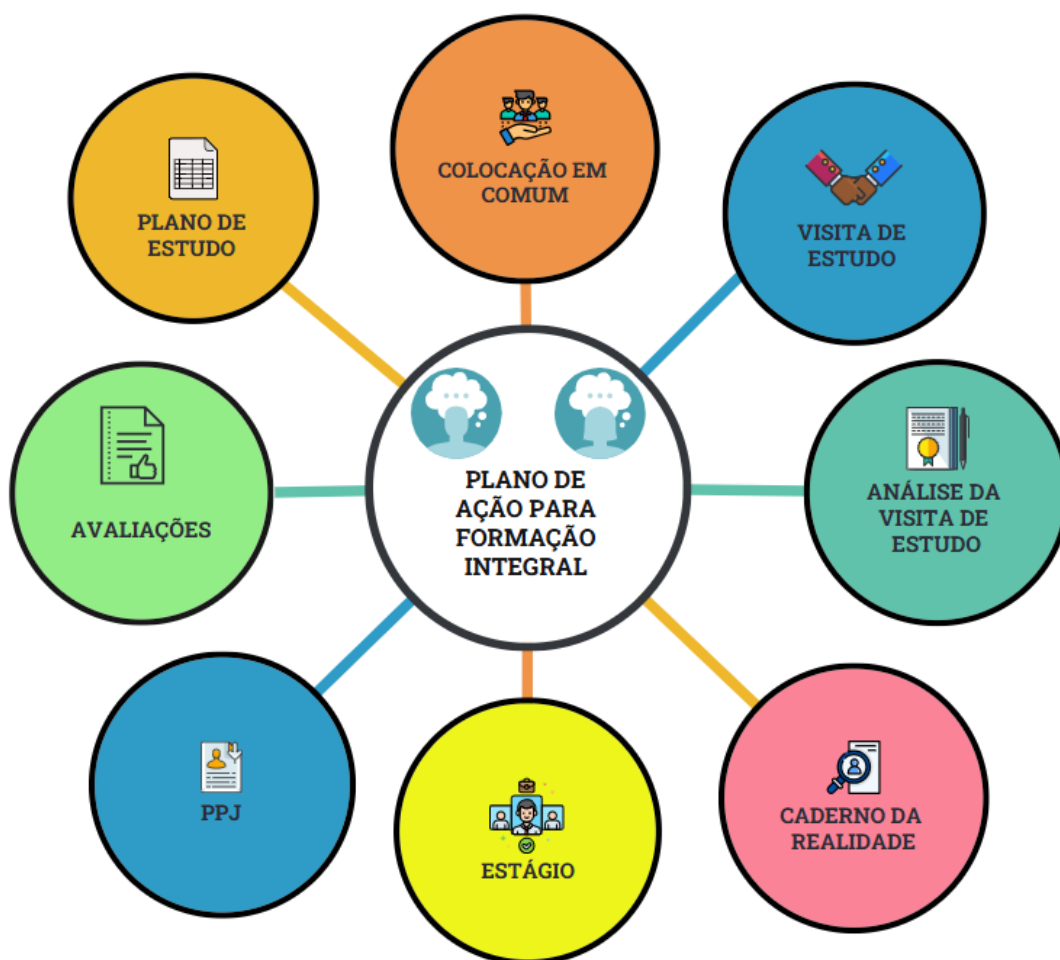 COLOCAÇÃO EM
COMUM
PLANO DE
ESTUDO
VISITA DE
ESTUDO
PLANO DE
AÇÃO PARA
FORMAÇÃO
INTEGRAL
AVALIAÇÕES
ANÁLISE DA
VISITA DE
ESTUDO
PPJ
ESTÁGIO
CADERNO DA
REALIDADE